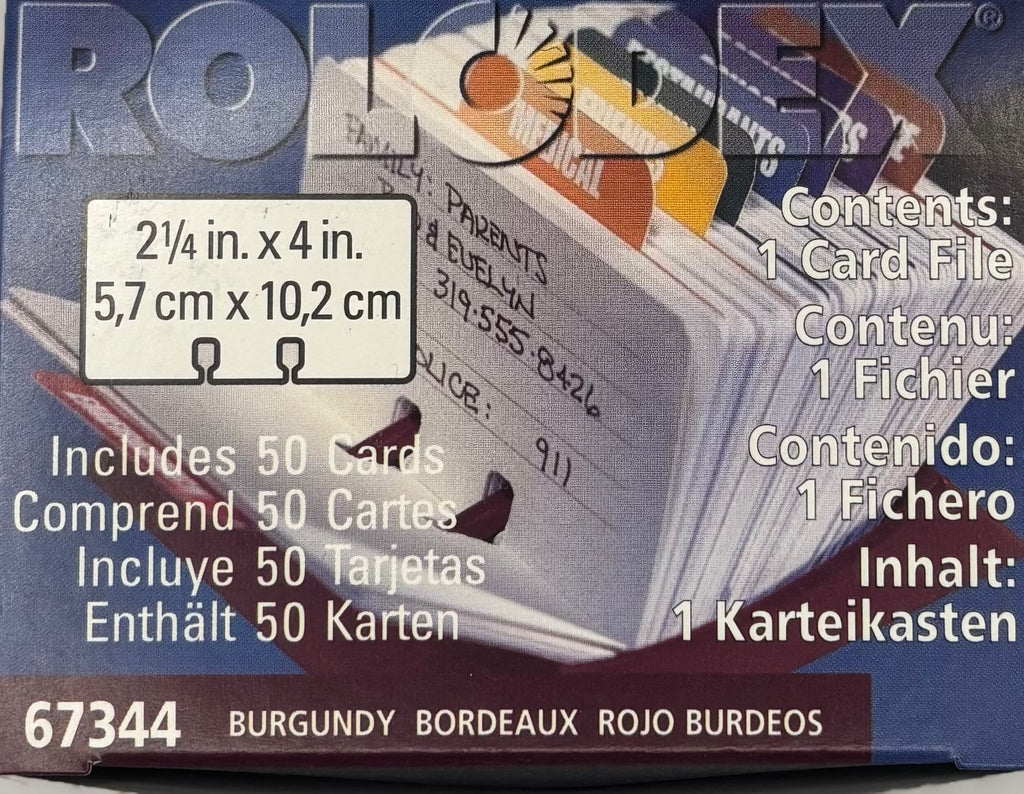 ROLODEX®
MEDICAL
FAMILY: PARENTS
& EVELYN
319.555.8426
911
2¼ in. x 4 in.
5,7 cm x 10,2 cm
Includes 50 Cards
Comprend 50 Cartes
Incluye 50 Tarjetas
Enthält 50 Karten
Contents:
1 Card File
Contenu:
1 Fichier
Contenido:
1 Fichero
Inhalt:
1 Karteikasten
67344 BURGUNDY BORDEAUX ROJO BURDEOS